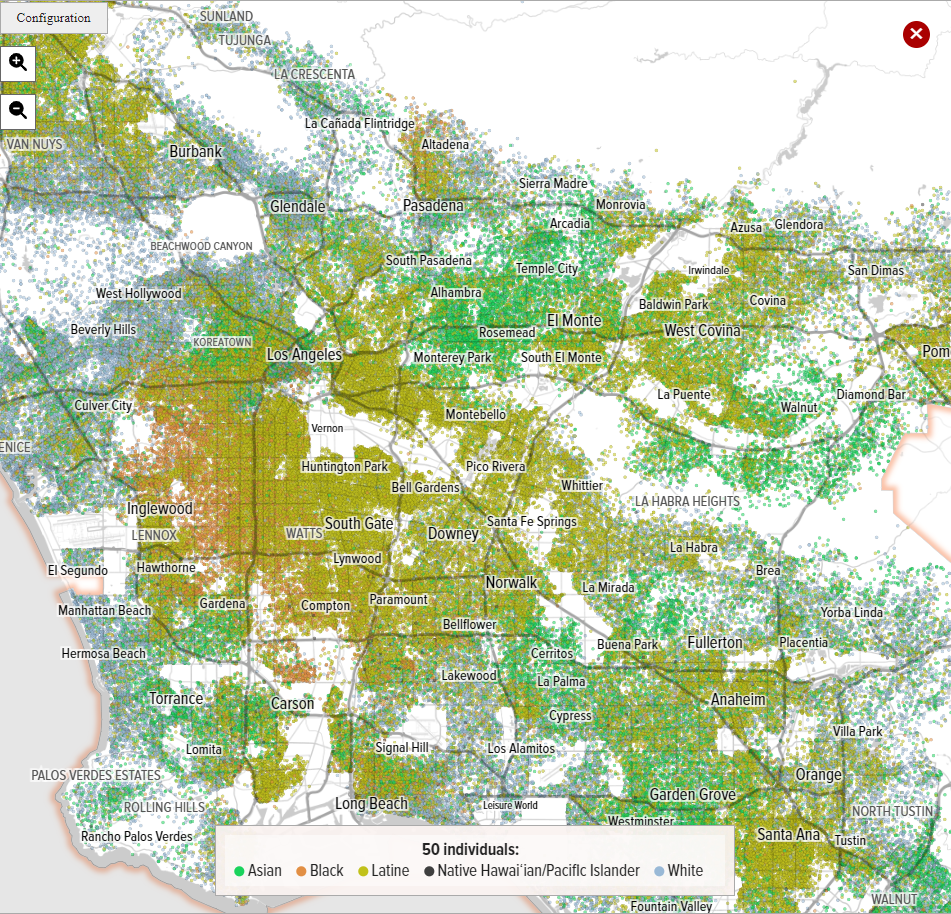 Configuration
SUNLAND
TUJUNGA
LA CRESCENTA
La Cañada Flintridge
Altadena
VAN NUYS
Burbank
Sierra Madre
Glendale
Pasadena
Monrovia
Arcadia
Azusa
Glendora
BEACHWOOD CANYON
South Pasadena
Temple City
Irwindale
San Dimas
West Hollywood
Alhambra
Baldwin Park
Covina
Beverly Hills
El Monte
Rosemead
West Covina
KOREATOWN
Los Angeles
Monterey Park
South El Monte
Pom
La Puente
Diamond Bar
Culver City
Walnut
Montebello
Vernon
ENICE
Huntington Park
Pico Rivera
Bell Gardens
Whittier
LA HABRA HEIGHTS
Inglewood
South Gate
Santa Fe Springs
LENNOX
WATTS
Downey
La Habra
Lynwood
El Segundo
Hawthorne
Norwalk
Brea
La Mirada
Manhattan Beach
Gardena
Compton
Paramount
Yorba Linda
Bellflower
Hermosa Beach
Cerritos
Buena Park
Fullerton
Placentia
Lakewood
La Palma
Torrance
Carson
Anaheim
Cypress
Villa Park
Lomita
Signal Hill
Los Alamitos
PALOS VERDES ESTATES
Orange
ROLLING HILLS
Long Beach
Leisure World
Garden Grove
NORTH TUSTIN
Westminster
Rancho Palos Verdes
Santa Ana
Tustin
50 individuals:
Asian Black Latine Native Hawaiʻian/Pacific Islander White
WALNUT
Fountain Valley